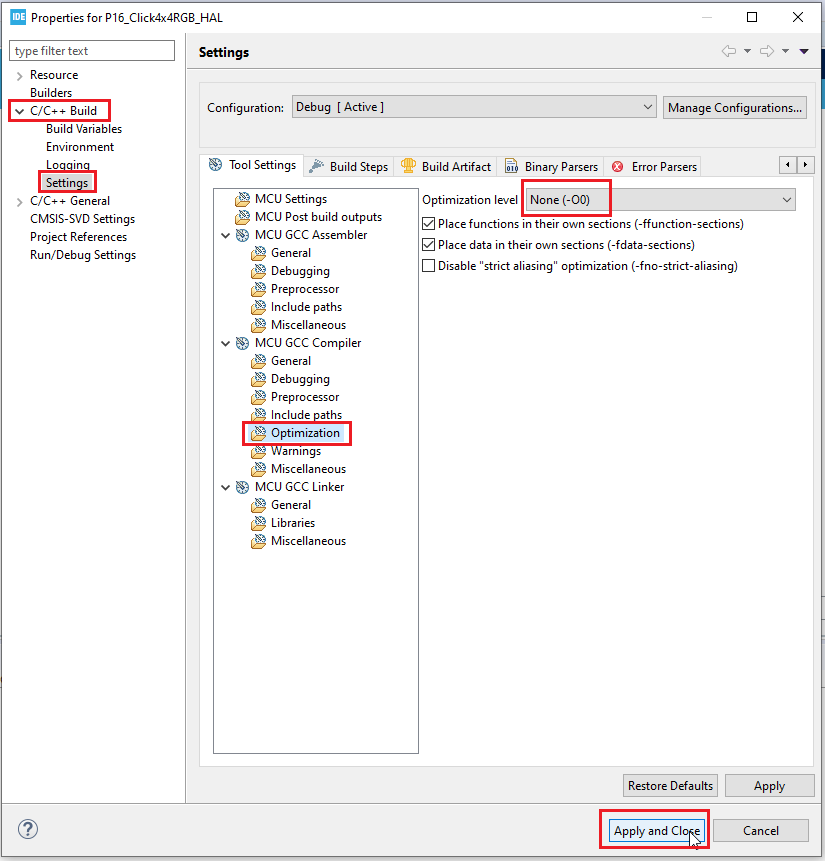 IDE Properties for P16_Click4x4RGB_HAL
type filter text
Resource
Builders
C/C++ Build
Build Variables
Environment
Logging
Settings
C/C++ General
CMSIS-SVD Settings
Project References
Run/Debug Settings
Settings
Configuration: Debug [ Active ] Manage Configurations...
Tool Settings Build Steps Build Artifact Binary Parsers Error Parsers
MCU Settings
MCU Post build outputs
MCU GCC Assembler
General
Debugging
Preprocessor
Include paths
Miscellaneous
MCU GCC Compiler
General
Debugging
Preprocessor
Include paths
Optimization
Warnings
Miscellaneous
MCU GCC Linker
General
Libraries
Miscellaneous
Optimization level None (-O0)
Place functions in their own sections (-ffunction-sections)
Place data in their own sections (-fdata-sections)
Disable "strict aliasing" optimization (-fno-strict-aliasing)
Restore Defaults Apply
? Apply and Close Cancel